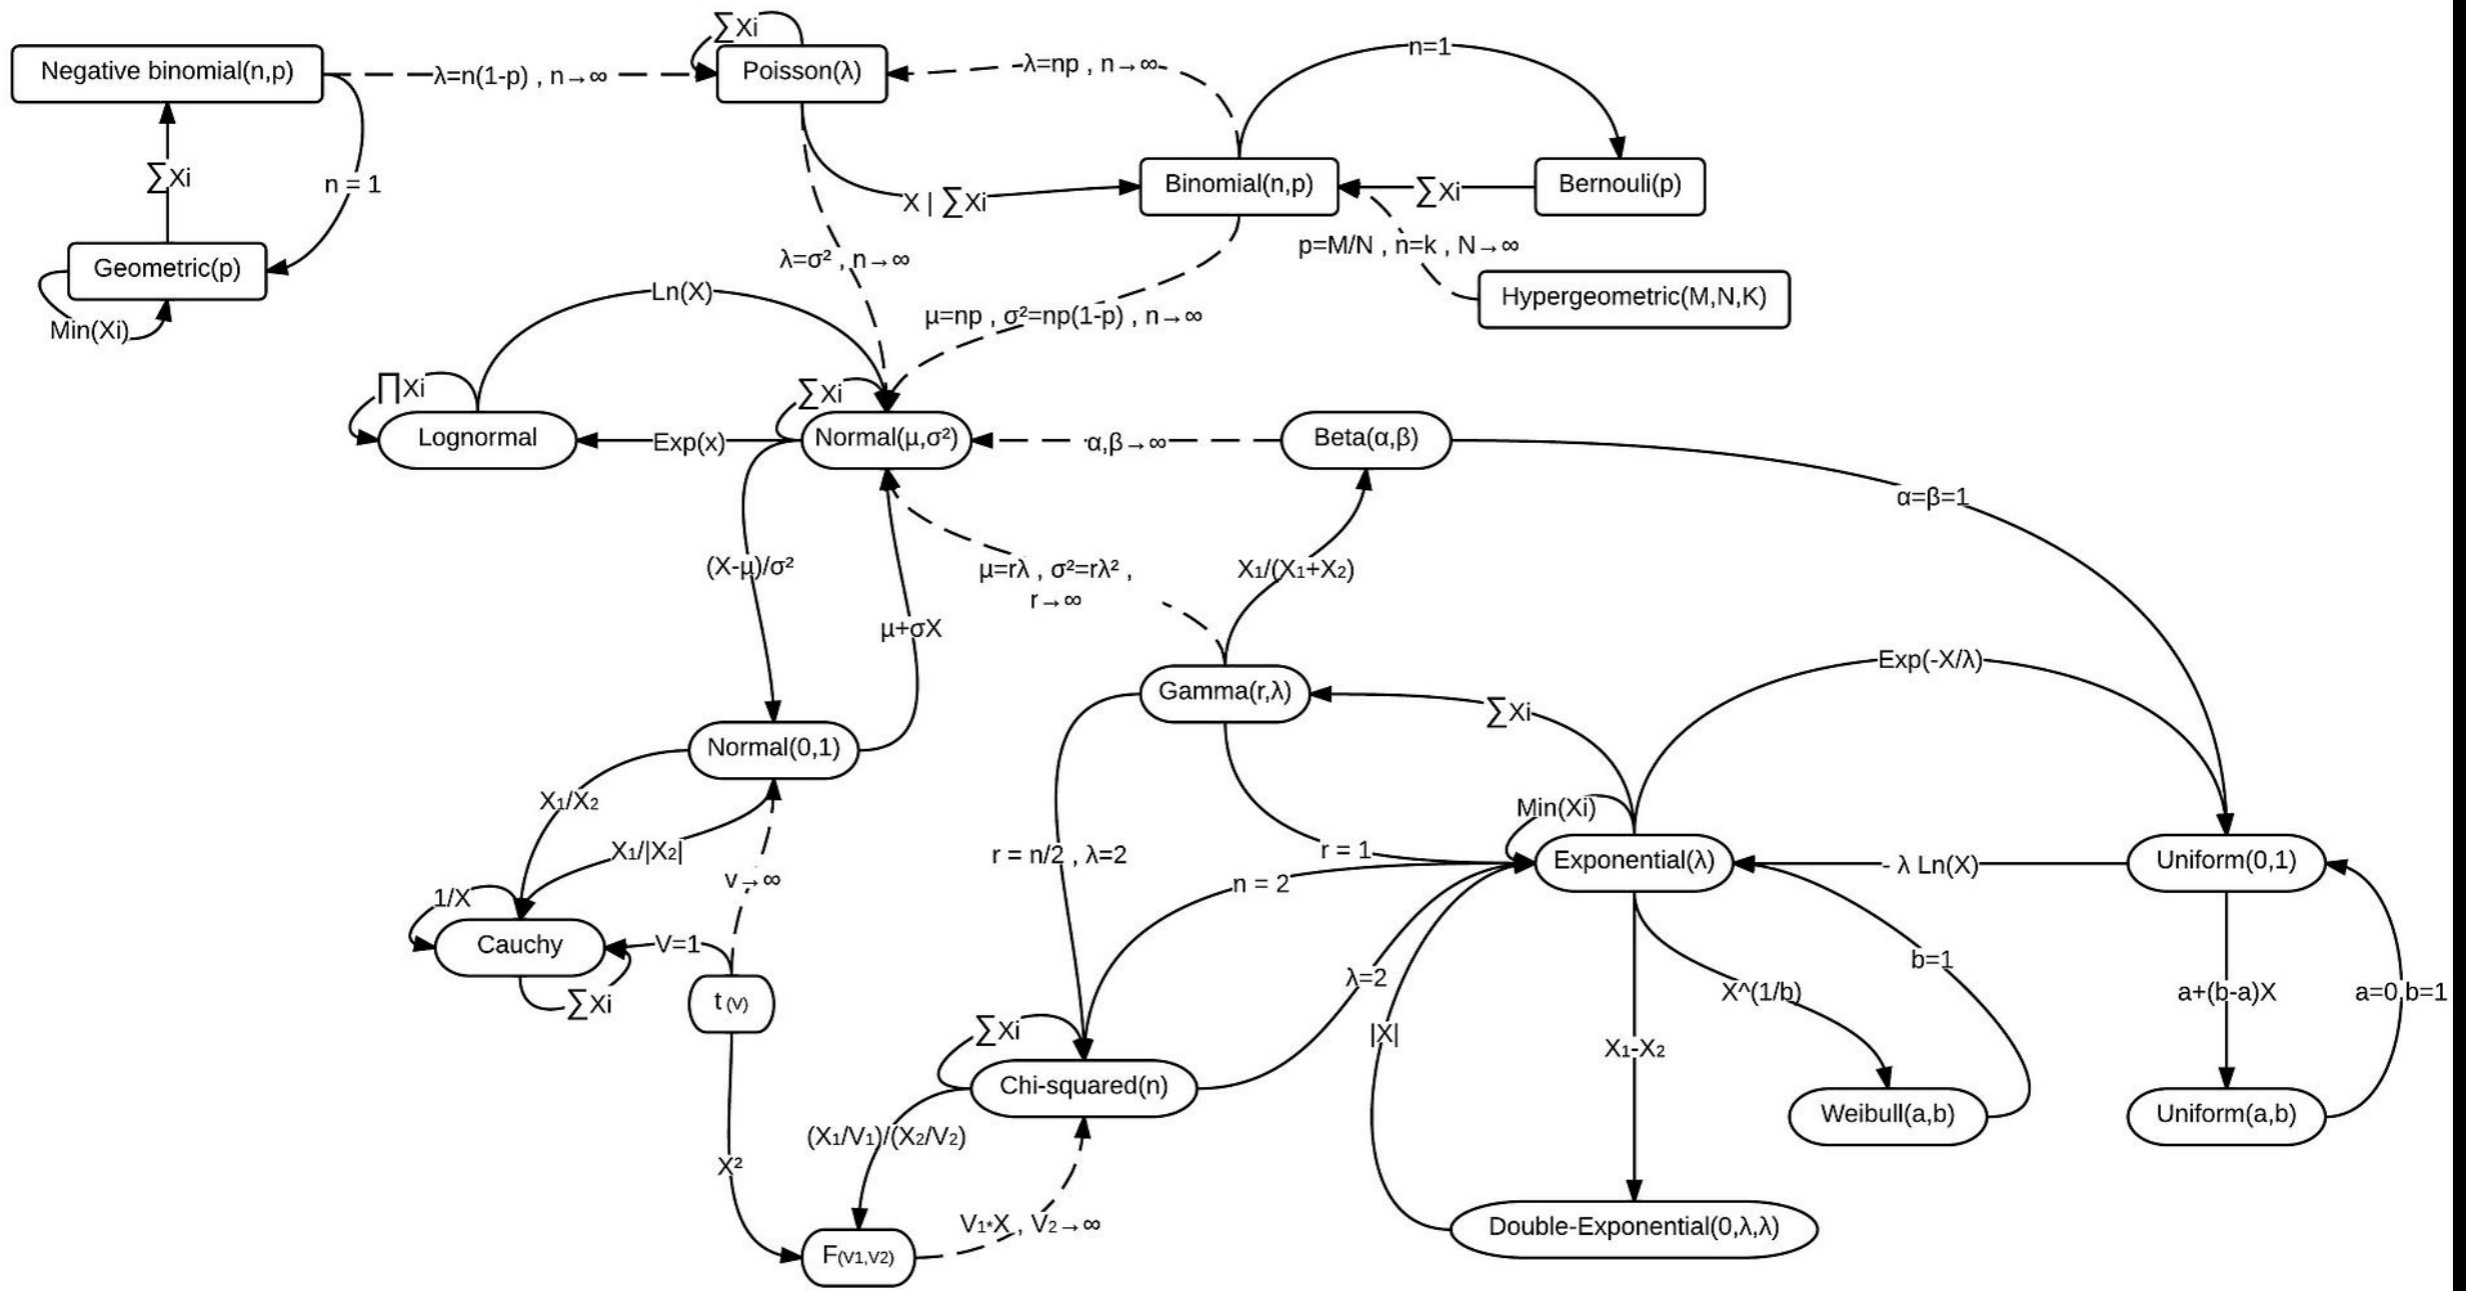 ∑Xi
Negative binomial(n,p)
λ=n(1-p) , n→∞
Poisson(λ)
λ=np , n→∞
n=1
∑Xi
n = 1
X | ∑Xi
Binomial(n,p)
∑Xi
Bernouli(p)
Geometric(p)
λ=σ² , n→∞
p=M/N , n=k , N→∞
Hypergeometric(M,N,K)
Min(Xi)
Ln(X)
μ=np , σ²=np(1-p) , n→∞
∏Xi
∑Xi
Lognormal
Exp(x)
Normal(μ,σ²)
α,β→∞
Beta(α,β)
α=β=1
(X-μ)/σ²
μ=rλ , σ²=rλ² ,
r→∞
X1/(X1+X2)
μ+σX
Exp(-X/λ)
Gamma(r,λ)
∑Xi
Normal(0,1)
X1/X2
Min(Xi)
X1/|X2|
r = n/2 , λ=2
r = 1
Exponential(λ)
- λ Ln(X)
Uniform(0,1)
v→∞
n = 2
1/X
Cauchy
V=1
b=1
∑Xi
t (V)
λ=2
X^(1/b)
a+(b-a)X
a=0,b=1
∑Xi
|X|
X1-X2
Chi-squared(n)
Weibull(a,b)
Uniform(a,b)
(X1/V1)/(X2/V2)
X²
V1*X , V2→∞
Double-Exponential(0,λ,λ)
F(V1,V2)